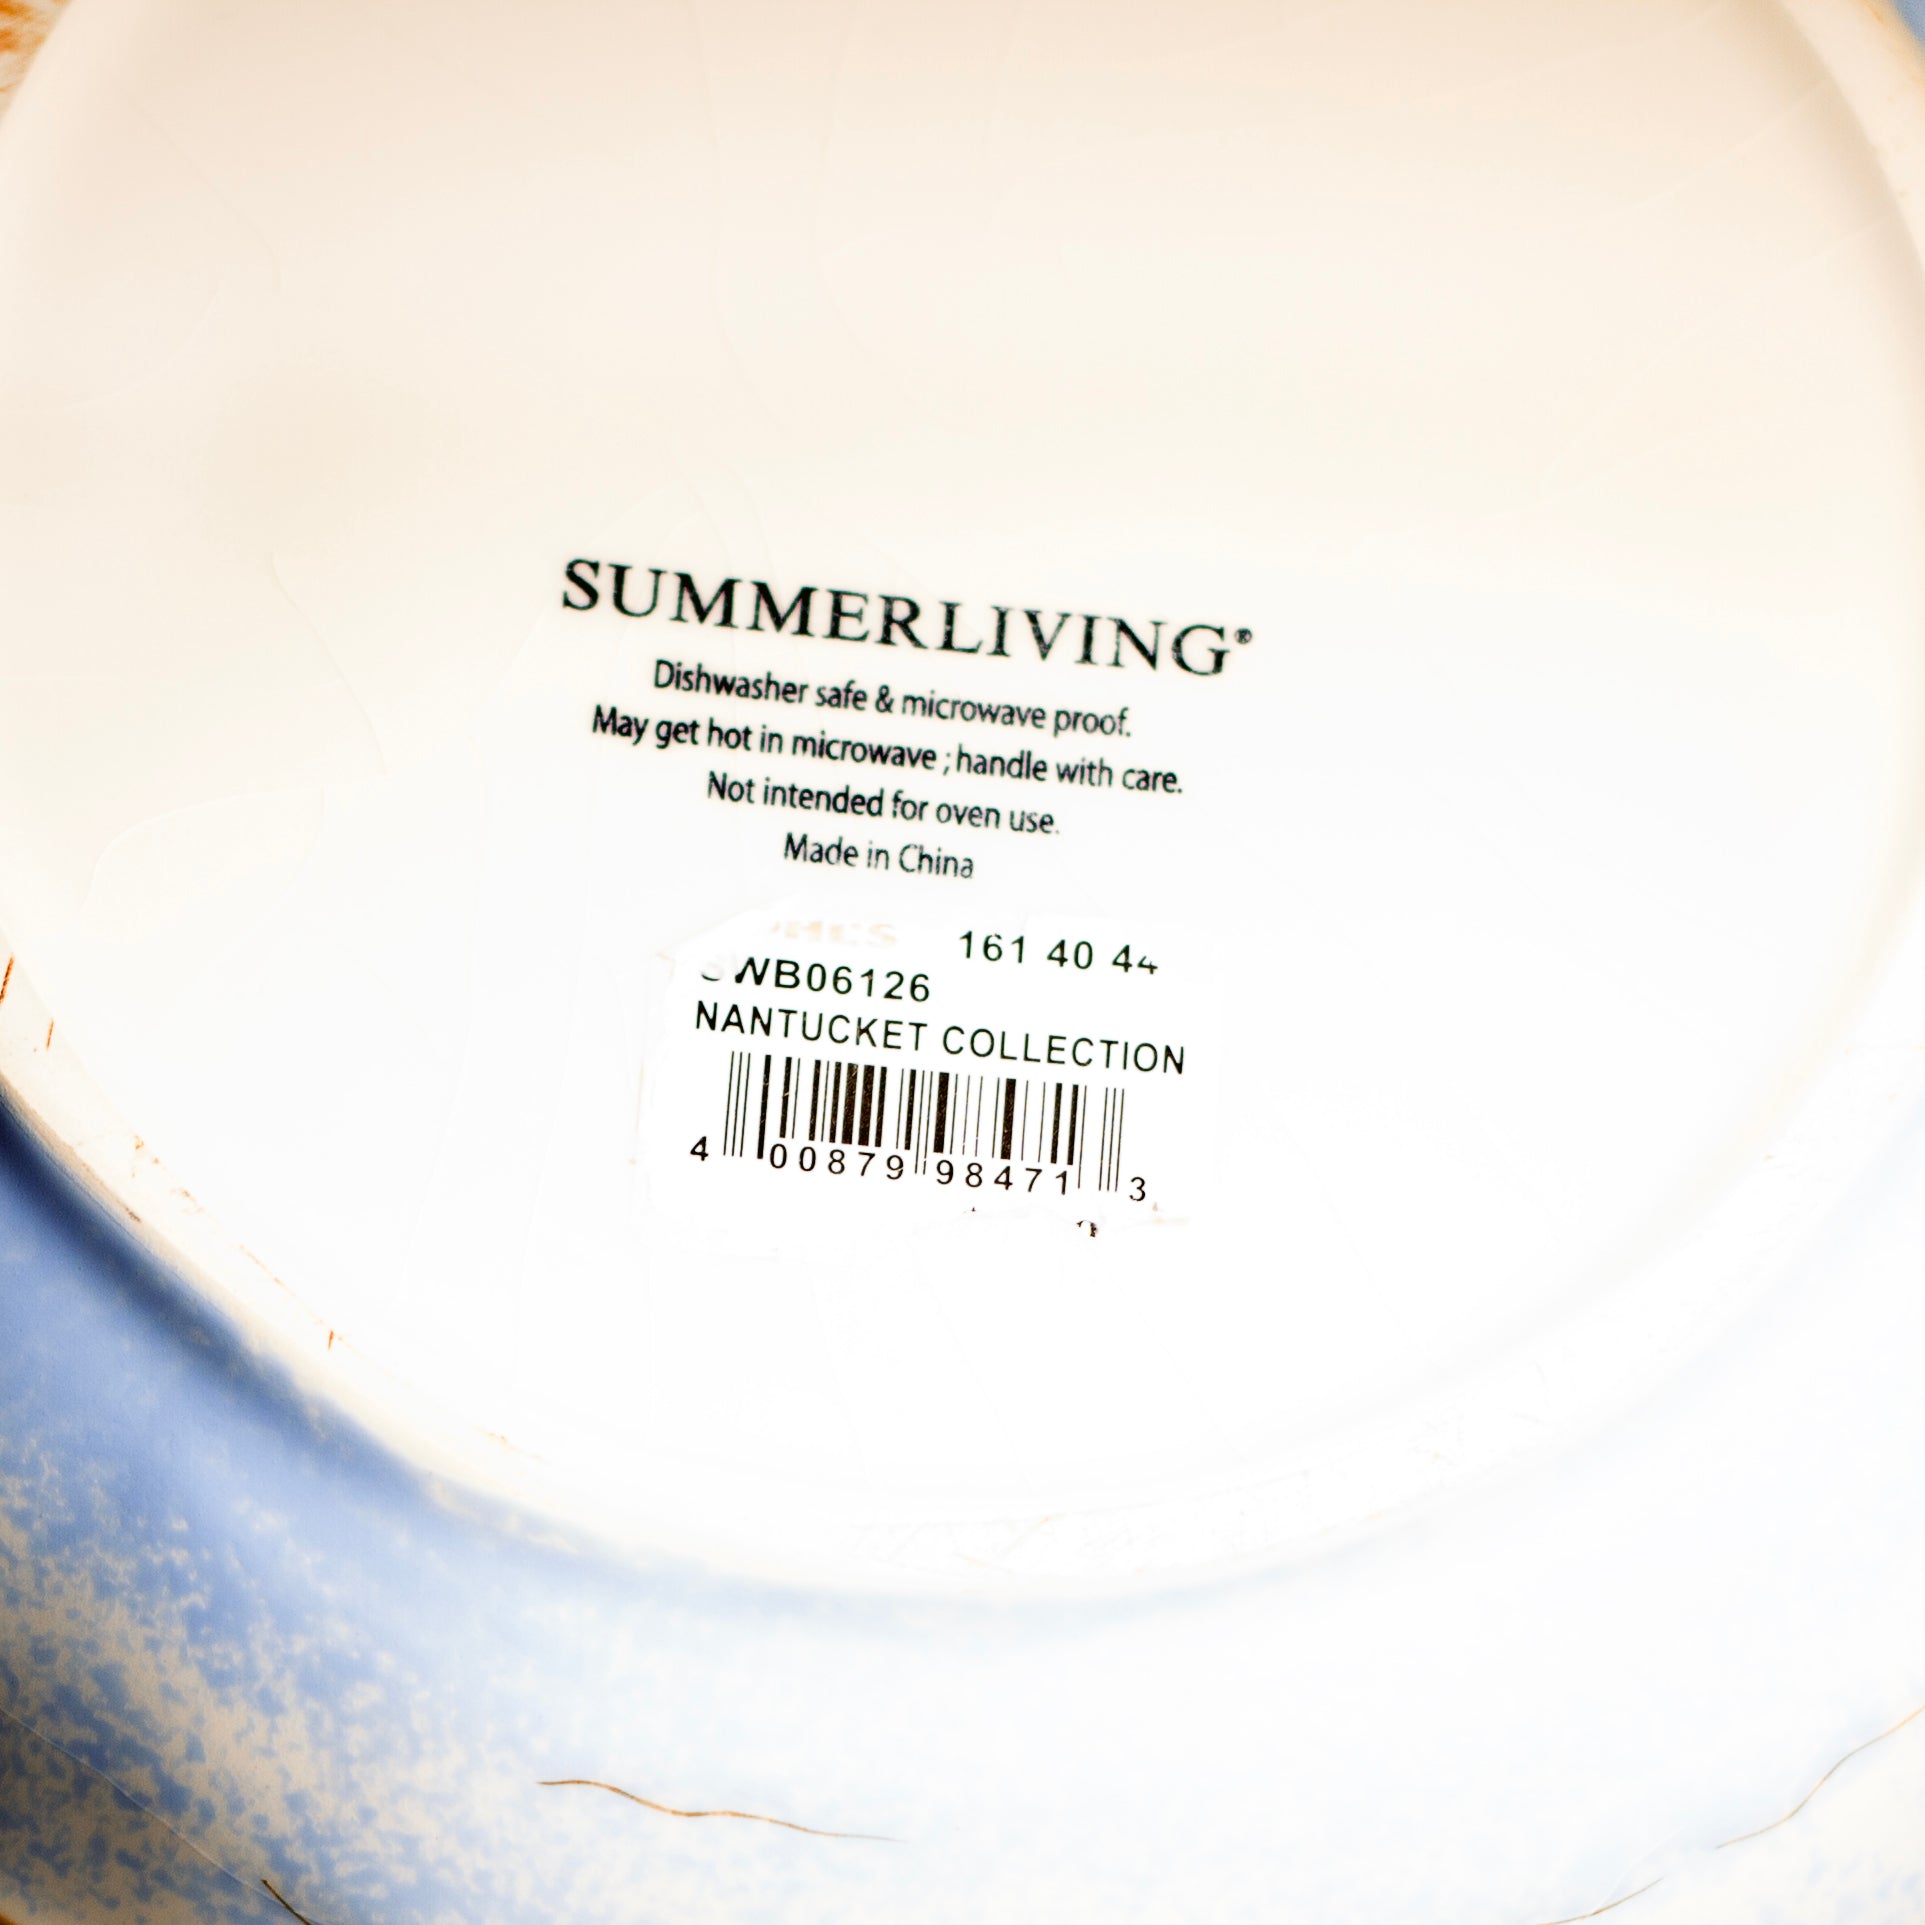 SUMMERLIVING®
Dishwasher safe & microwave proof.
May get hot in microwave ; handle with care.
Not intended for oven use.
Made in China
161 40 44
WB06126
NANTUCKET COLLECTION
4 00879 98471 3